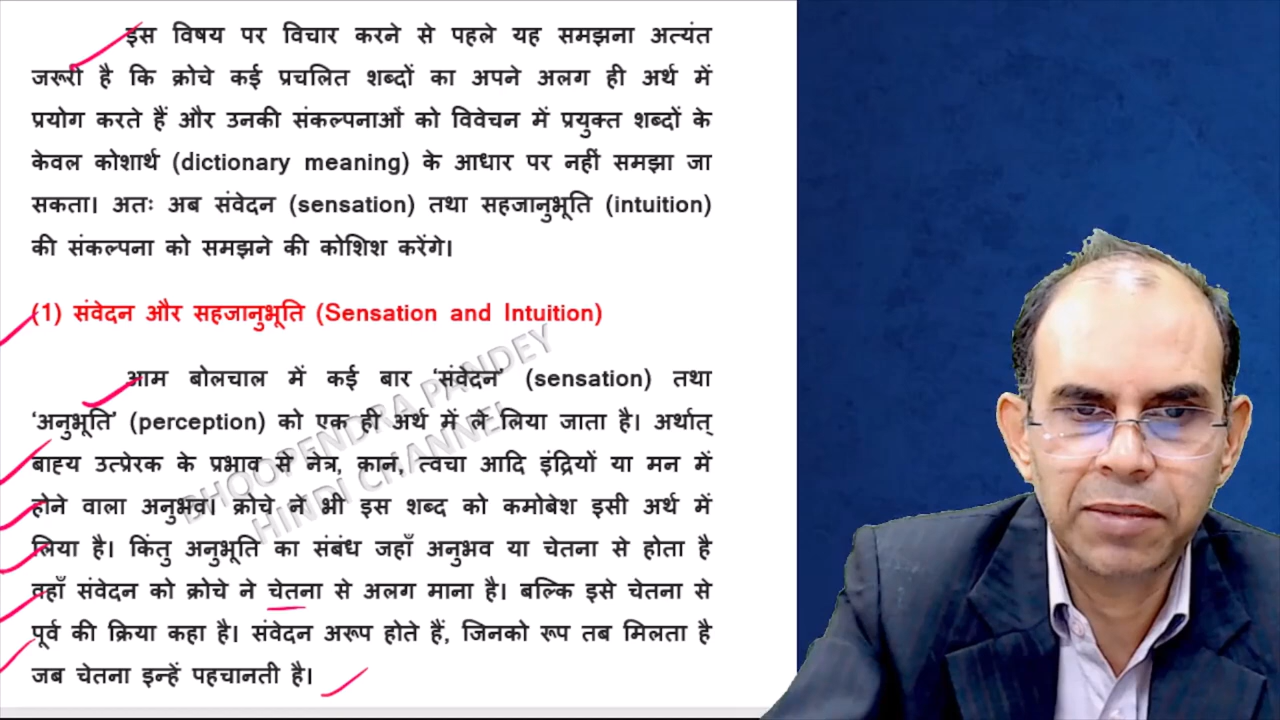 इस विषय पर विचार करने से पहले यह समझना अत्यंत
जरूरी है कि क्रोचे कई प्रचलित शब्दों का अपने अलग ही अर्थ में
प्रयोग करते हैं और उनकी संकल्पनाओं को विवेचन में प्रयुक्त शब्दों के
केवल कोशार्थ (dictionary meaning) के आधार पर नहीं समझा जा
सकता। अतः अब संवेदन (sensation) तथा सहजानुभूति (intuition)
की संकल्पना को समझने की कोशिश करेंगे।
(1) संवेदन और सहजानुभूति (Sensation and Intuition)
आम बोलचाल में कई बार ‘संवेदन’ (sensation) तथा
‘अनुभूति’ (perception) को एक ही अर्थ में ले लिया जाता है। अर्थात्
बाह्य उत्प्रेरक के प्रभाव से नेत्र, कान, त्वचा आदि इंद्रियों या मन में
होने वाला अनुभव। क्रोचे ने भी इस शब्द को कमोबेश इसी अर्थ में
लिया है। किंतु अनुभूति का संबंध जहाँ अनुभव या चेतना से होता है
वहाँ संवेदन को क्रोचे ने चेतना से अलग माना है। बल्कि इसे चेतना से
पूर्व की क्रिया कहा है। संवेदन अरूप होते हैं, जिनको रूप तब मिलता है
जब चेतना इन्हें पहचानती है।
BHOOPENDRA PANDEY
HINDI CHANNEL